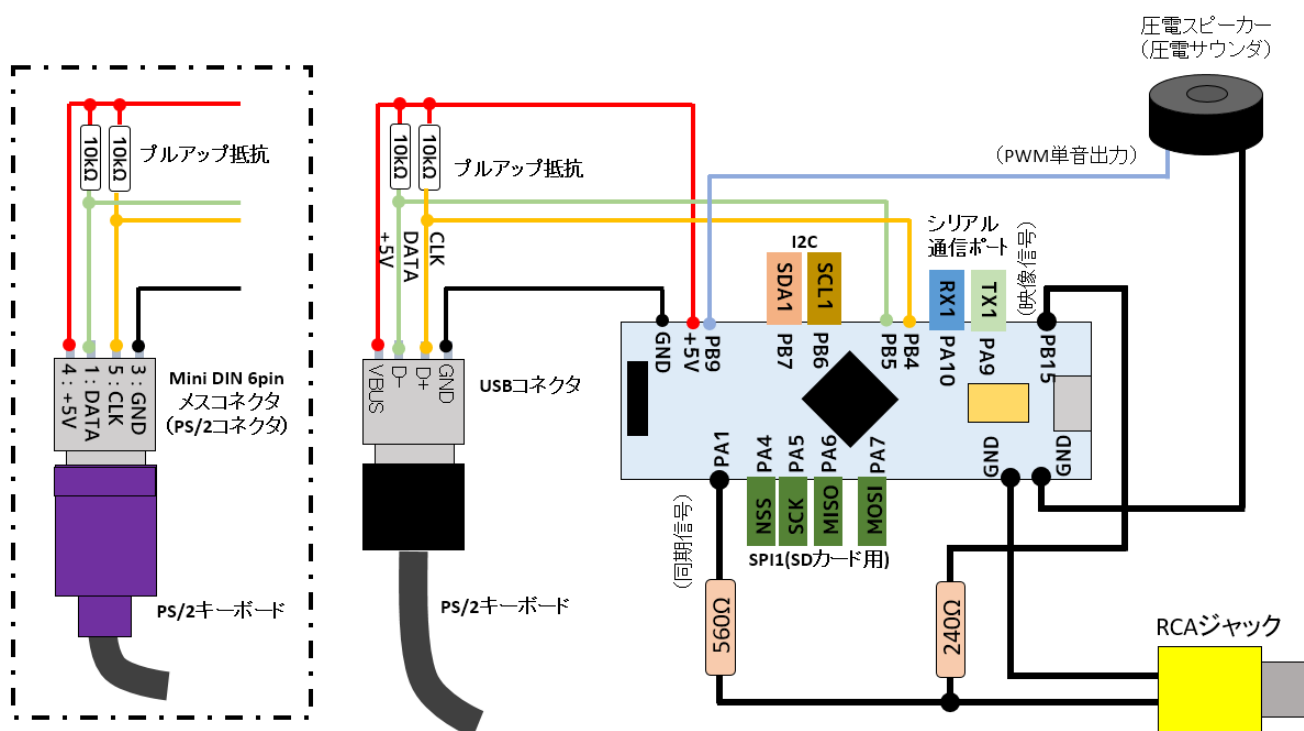 圧電スピーカー
(圧電サウンダ)
10kΩ
10kΩ
プルアップ抵抗
10kΩ
10kΩ
プルアップ抵抗
(PWM単音出力)
+5V
DATA
CLK
I2C
SDA1
SCL1
シリアル
通信ポート
RX1
TX1
(映像信号)
GND
+5V
PB9
PB7
PB6
PB5
PB4
PA10
PA9
PB15
4:+5V
1:DATA
5:CLK
3:GND
Mini DIN 6pin
メスコネクタ
(PS/2コネクタ)
VBUS
D-
D+
GND
USBコネクタ
PA1
PA4
PA5
PA6
PA7
GND
GND
(同期信号)
NSS
SCK
MISO
MOSI
SPI1(SDカード用)
PS/2キーボード
PS/2キーボード
560Ω
240Ω
RCAジャック